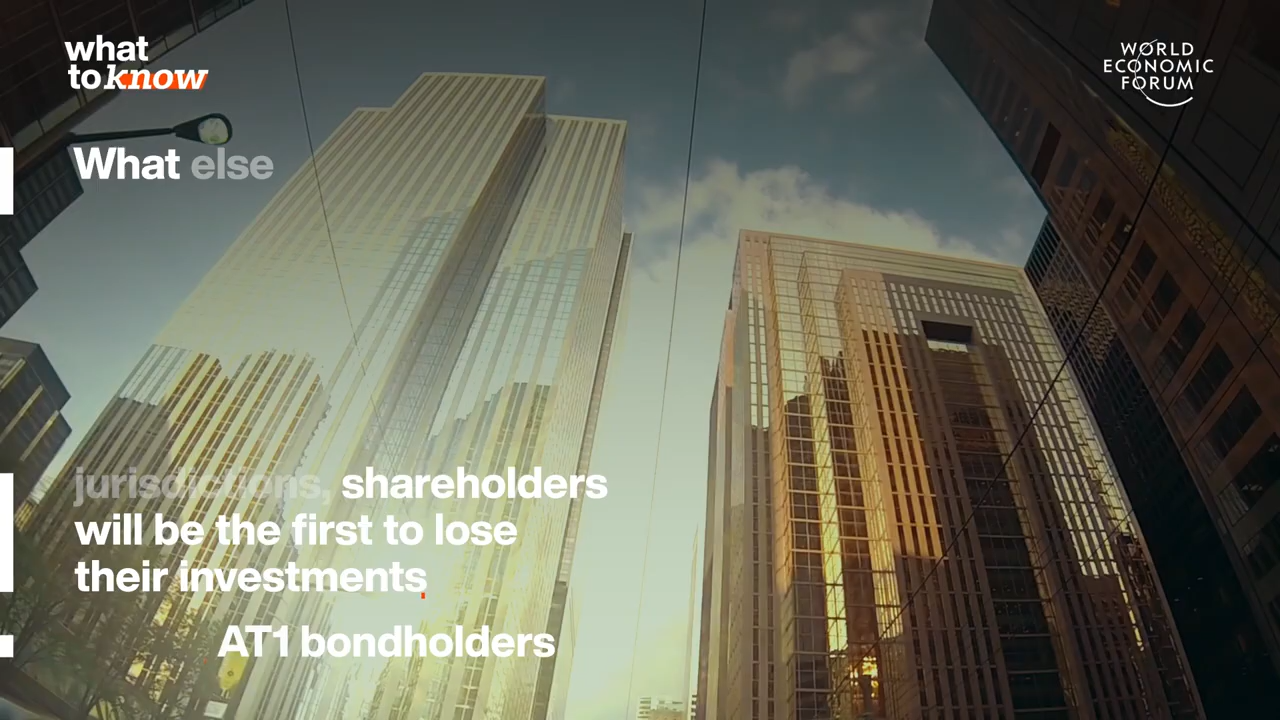 what
to know
WORLD
ECONOMIC
FORUM
What else
jurisdictions, shareholders
will be the first to lose
their investments
AT1 bondholders